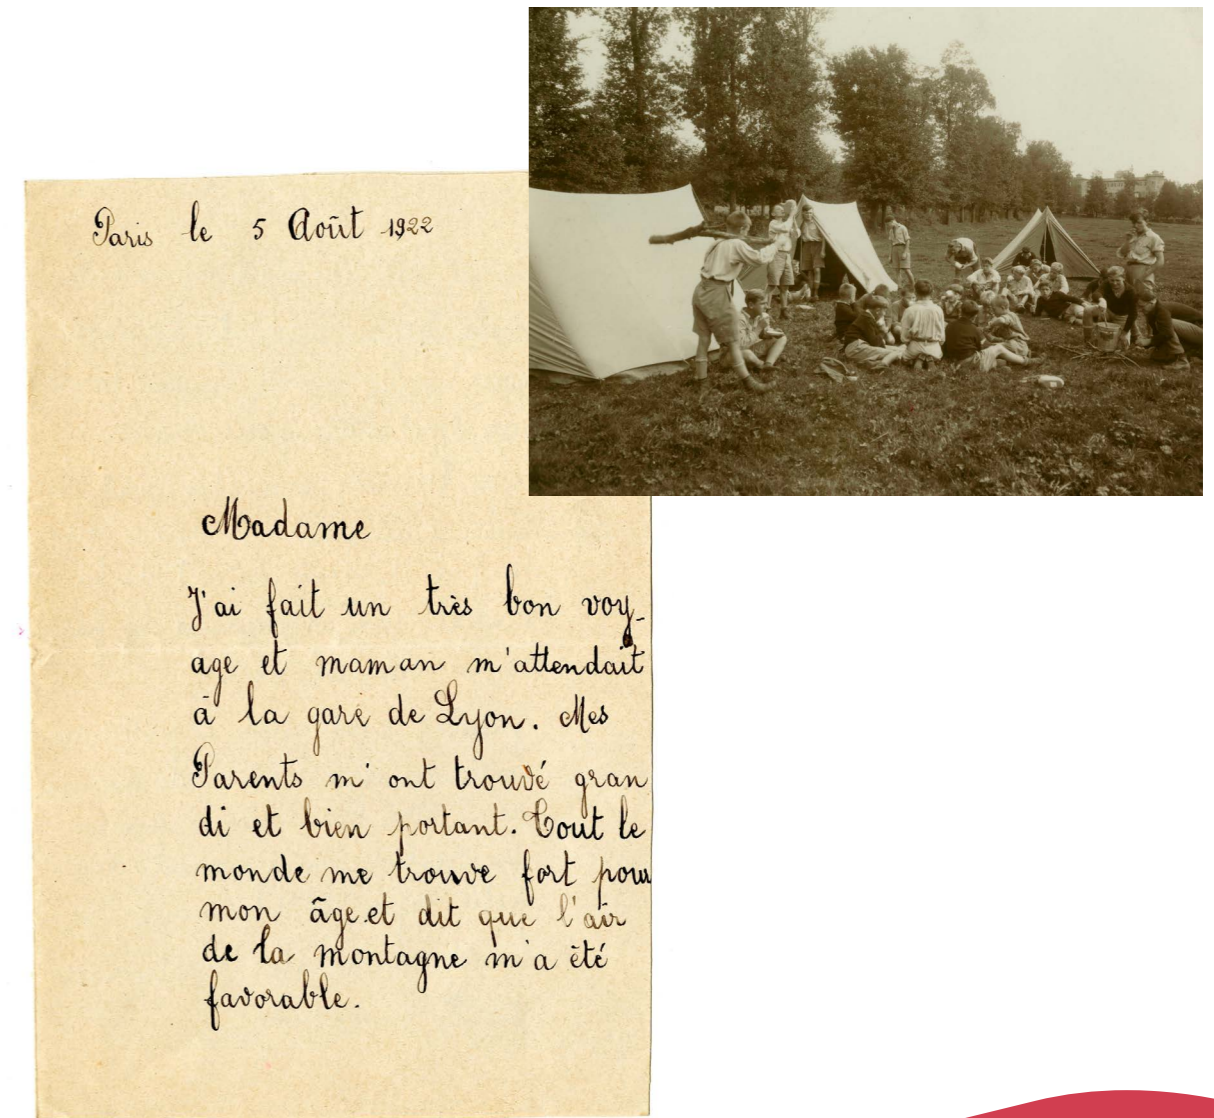 Paris le 5 Août 1922
Madame
J'ai fait un très bon voy-
age et maman m'attendait
à la gare de Lyon. Mes
Parents m'ont trouvé gran
di et bien portant. Tout le
monde me trouve fort pour
mon âge et dit que l'air
de la montagne m'a été
favorable.